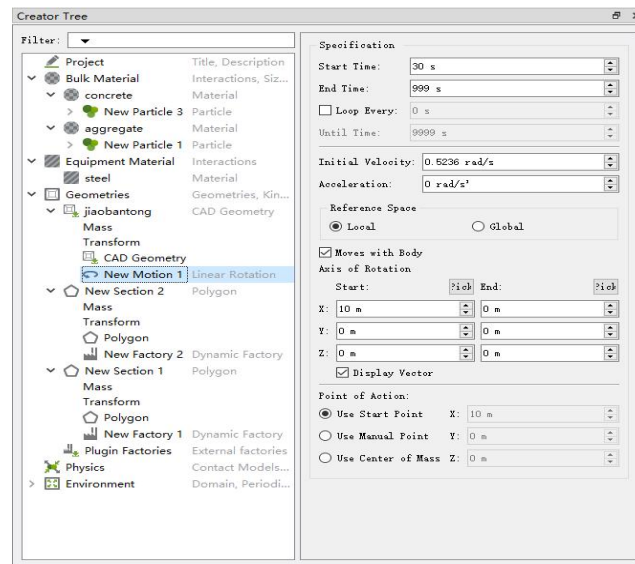 Creator Tree
Filter:
Project Title, Description
Bulk Material Interactions, Siz...
concrete Material
New Particle 3 Particle
aggregate Material
New Particle 1 Particle
Equipment Material Interactions
steel Material
Geometries Geometries, Kin...
jiaobantong CAD Geometry
Mass
Transform
CAD Geometry
New Motion 1 Linear Rotation
New Section 2 Polygon
Mass
Transform
Polygon
New Factory 2 Dynamic Factory
New Section 1 Polygon
Mass
Transform
Polygon
New Factory 1 Dynamic Factory
Plugin Factories External factories
Physics Contact Models...
Environment Domain, Periodi...
Specification
Start Time: 30 s
End Time: 999 s
Loop Every: 0 s
Until Time: 9999 s
Initial Velocity: 0.5236 rad/s
Acceleration: 0 rad/s²
Reference Space
Local Global
Moves with Body
Axis of Rotation
Start: ?ick End: ?ick
X: 10 m 0 m
Y: 0 m 0 m
Z: 0 m 0 m
Display Vector
Point of Action:
Use Start Point X: 10 m
Use Manual Point Y: 0 m
Use Center of Mass Z: 0 m